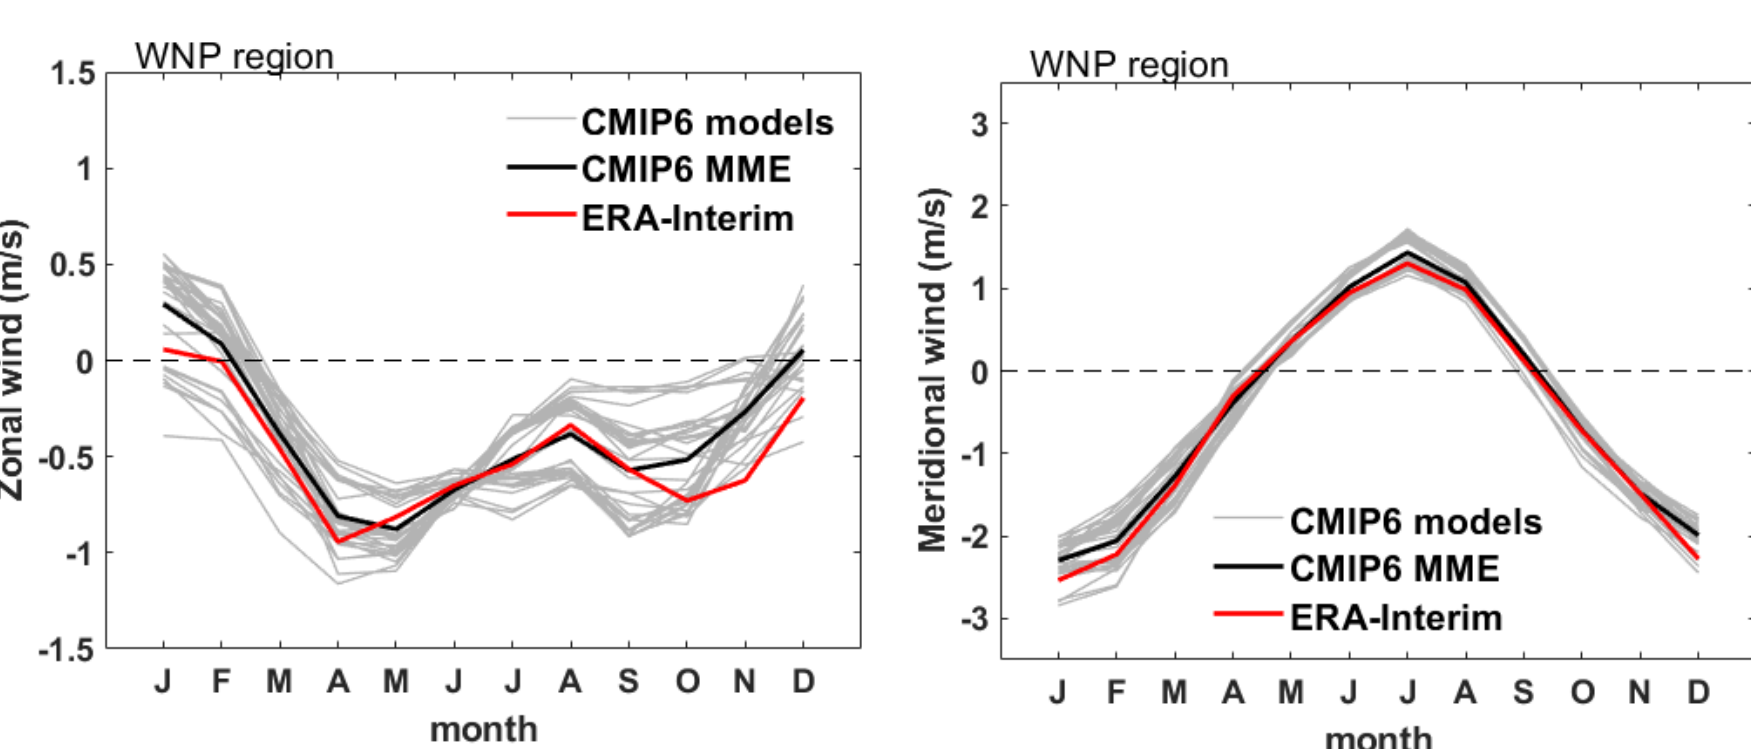 WNP region
1.5
1
0.5
0
-0.5
-1
-1.5
Zonal wind (m/s)
CMIP6 models
CMIP6 MME
ERA-Interim
J F M A M J J A S O N D
month
WNP region
3
2
1
0
-1
-2
-3
Meridional wind (m/s)
CMIP6 models
CMIP6 MME
ERA-Interim
J F M A M J J A S O N D
month